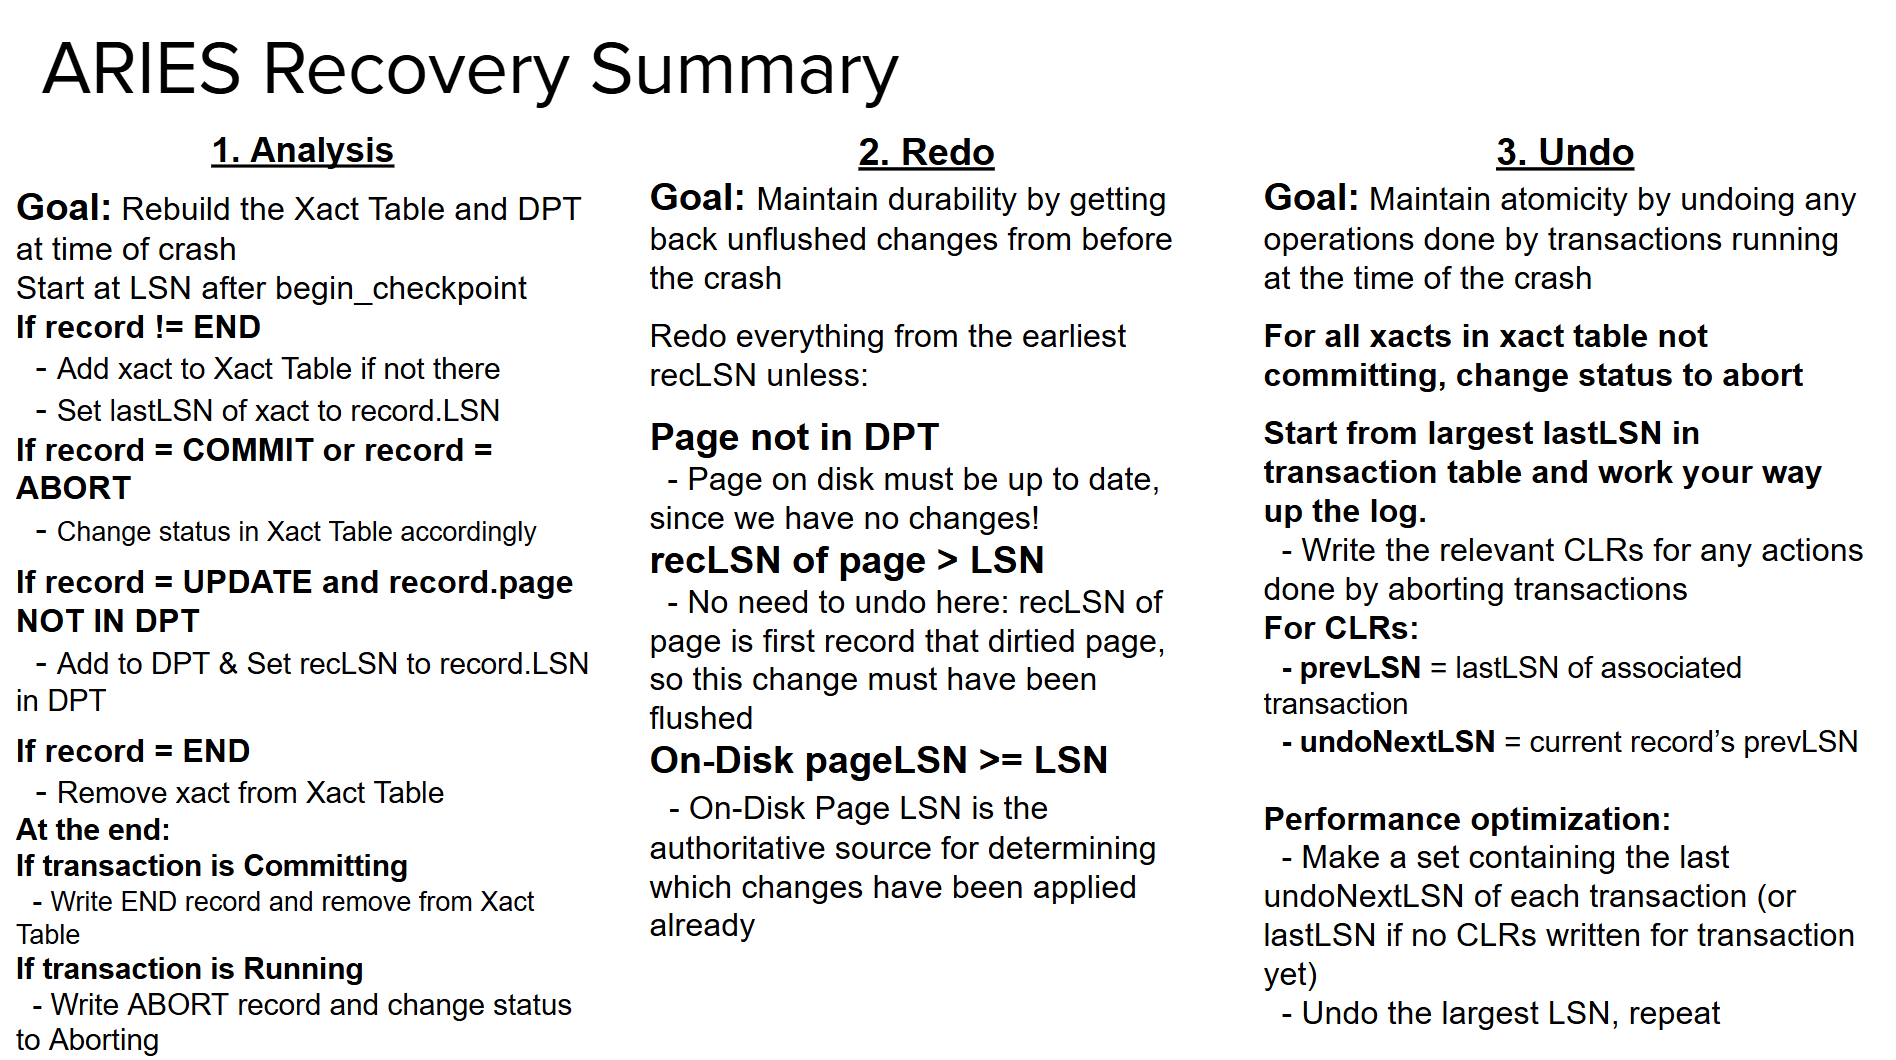 ARIES Recovery Summary
1. Analysis
Goal: Rebuild the Xact Table and DPT
at time of crash
Start at LSN after begin_checkpoint
If record != END
- Add xact to Xact Table if not there
- Set lastLSN of xact to record.LSN
If record = COMMIT or record =
ABORT
- Change status in Xact Table accordingly
If record = UPDATE and record.page
NOT IN DPT
- Add to DPT & Set recLSN to record.LSN
in DPT
If record = END
- Remove xact from Xact Table
At the end:
If transaction is Committing
- Write END record and remove from Xact
Table
If transaction is Running
- Write ABORT record and change status
to Aborting
2. Redo
Goal: Maintain durability by getting
back unflushed changes from before
the crash
Redo everything from the earliest
recLSN unless:
Page not in DPT
- Page on disk must be up to date,
since we have no changes!
recLSN of page > LSN
- No need to undo here: recLSN of
page is first record that dirtied page,
so this change must have been
flushed
On-Disk pageLSN >= LSN
- On-Disk Page LSN is the
authoritative source for determining
which changes have been applied
already
3. Undo
Goal: Maintain atomicity by undoing any
operations done by transactions running
at the time of the crash
For all xacts in xact table not
committing, change status to abort
Start from largest lastLSN in
transaction table and work your way
up the log.
- Write the relevant CLRs for any actions
done by aborting transactions
For CLRs:
- prevLSN = lastLSN of associated
transaction
- undoNextLSN = current record’s prevLSN
Performance optimization:
- Make a set containing the last
undoNextLSN of each transaction (or
lastLSN if no CLRs written for transaction
yet)
- Undo the largest LSN, repeat